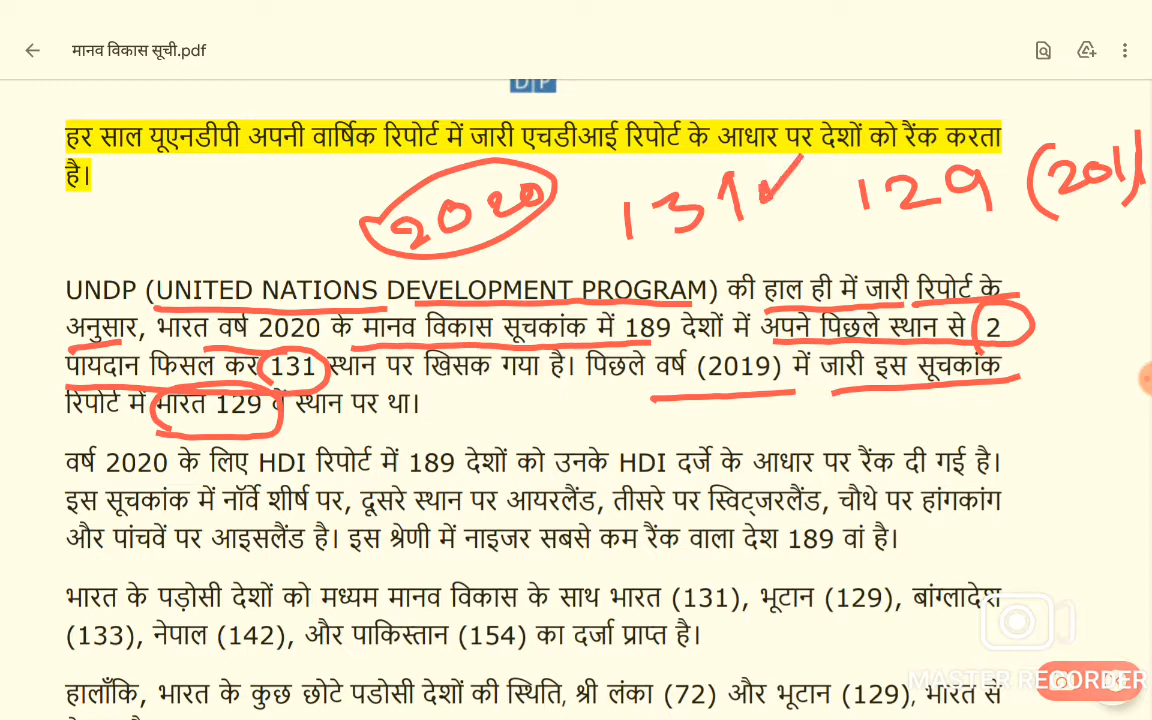 मानव विकास सूची.pdf
D P
हर साल यूएनडीपी अपनी वार्षिक रिपोर्ट में जारी एचडीआई रिपोर्ट के आधार पर देशों को रैंक करता
है।
2020 131 129 (201
UNDP (UNITED NATIONS DEVELOPMENT PROGRAM) की हाल ही में जारी रिपोर्ट के
अनुसार, भारत वर्ष 2020 के मानव विकास सूचकांक में 189 देशों में अपने पिछले स्थान से 2
पायदान फिसल कर 131 स्थान पर खिसक गया है। पिछले वर्ष (2019) में जारी इस सूचकांक
रिपोर्ट में भारत 129 वें स्थान पर था।
वर्ष 2020 के लिए HDI रिपोर्ट में 189 देशों को उनके HDI दर्जे के आधार पर रैंक दी गई है।
इस सूचकांक में नॉर्वे शीर्ष पर, दूसरे स्थान पर आयरलैंड, तीसरे पर स्विट्जरलैंड, चौथे पर हांगकांग
और पांचवें पर आइसलैंड है। इस श्रेणी में नाइजर सबसे कम रैंक वाला देश 189 वां है।
भारत के पड़ोसी देशों को मध्यम मानव विकास के साथ भारत (131), भूटान (129), बांग्लादेश
(133), नेपाल (142), और पाकिस्तान (154) का दर्जा प्राप्त है।
MASTER RECORDER
हालाँकि, भारत के कुछ छोटे पडोसी देशों की स्थिति, श्री लंका (72) और भूटान (129), भारत से